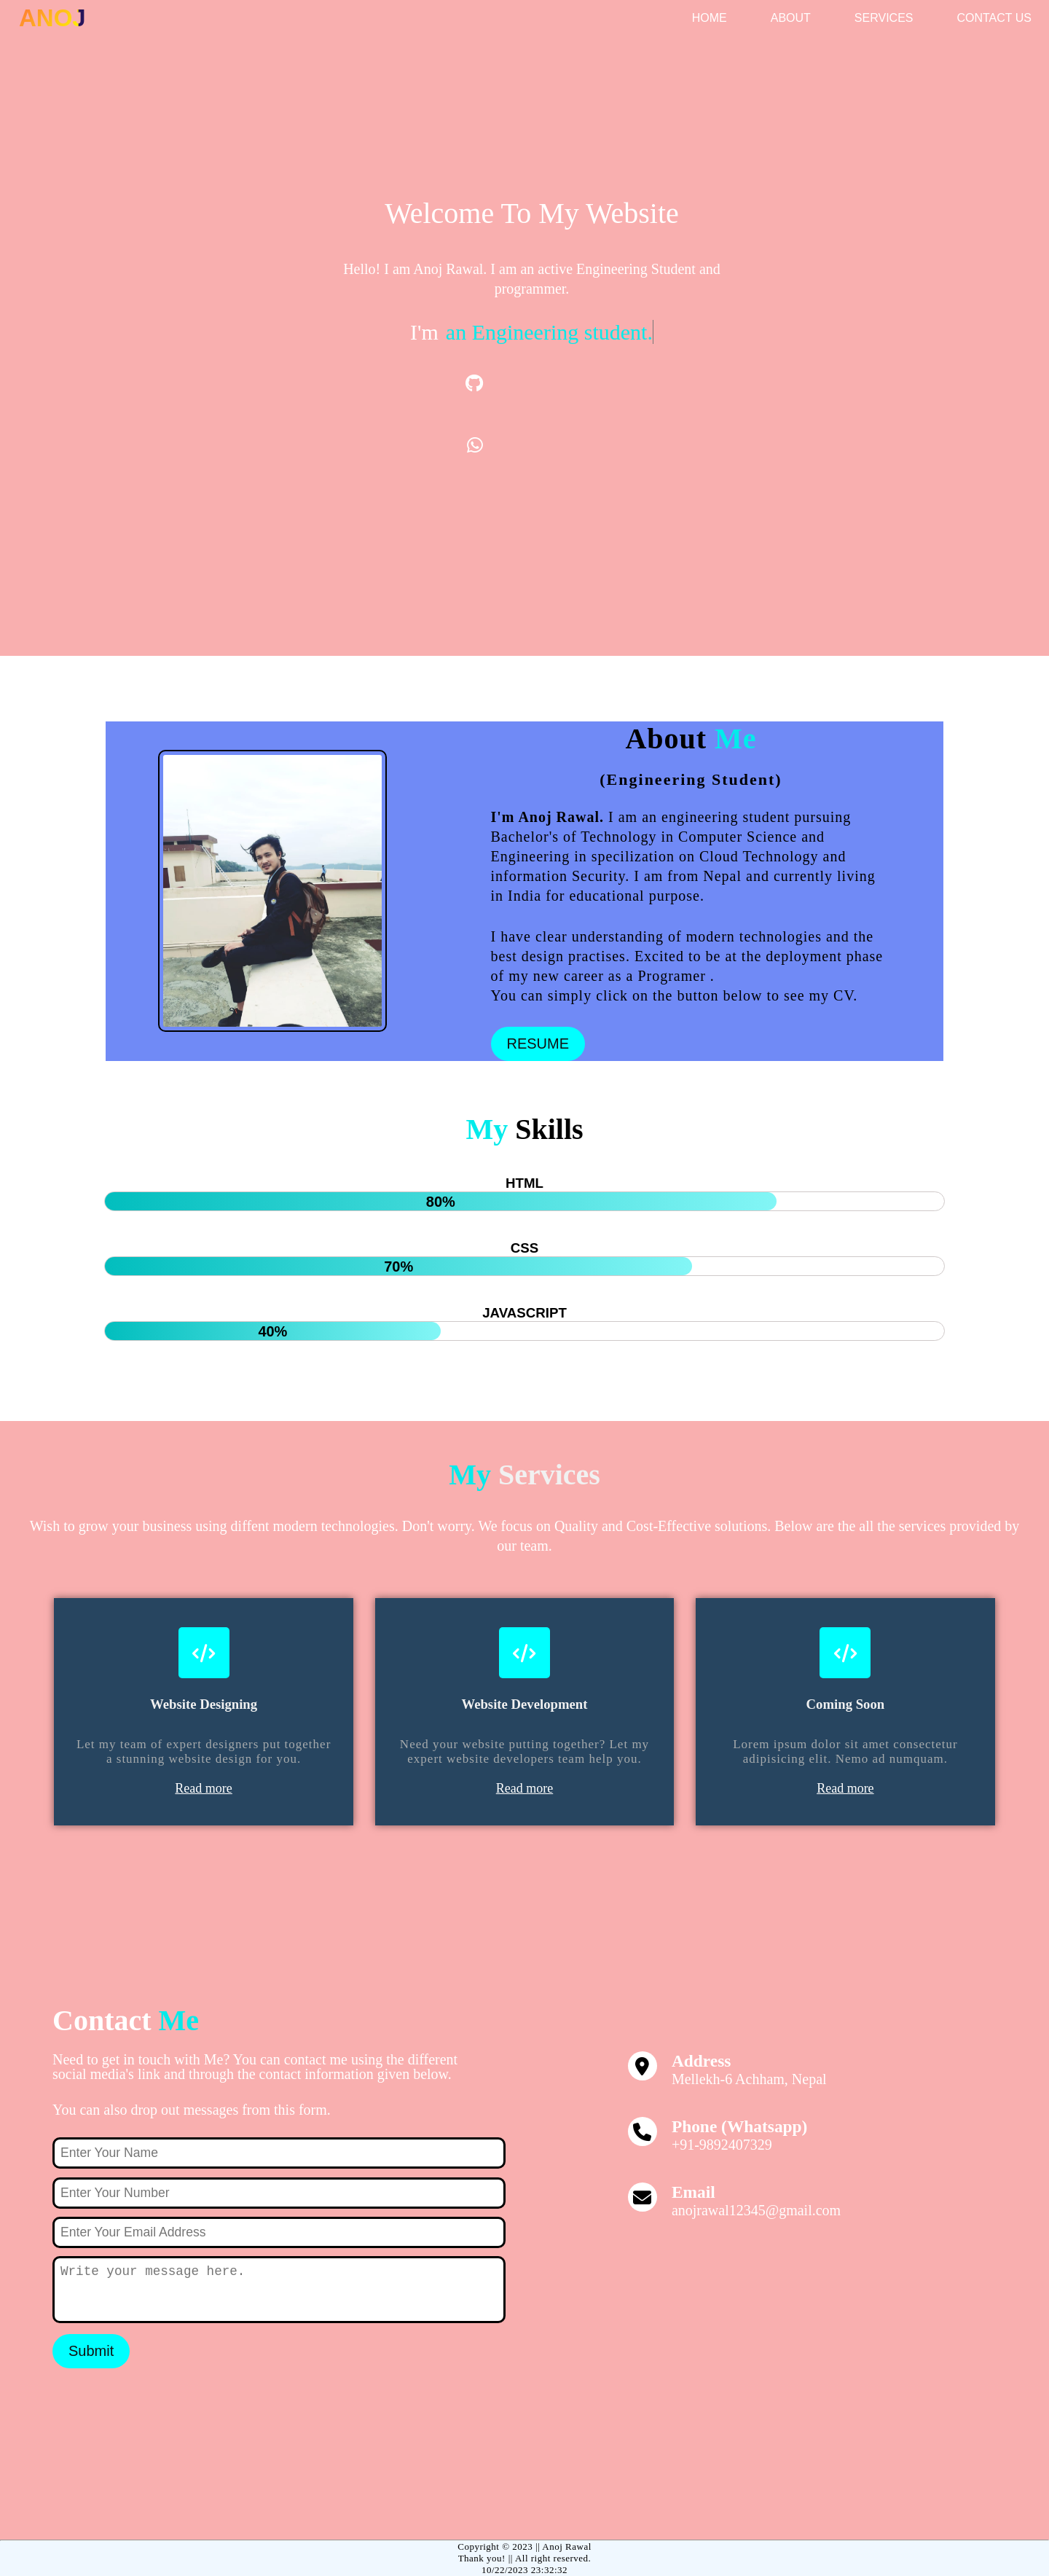 ANOJ
HOME ABOUT SERVICES CONTACT US
Welcome To My Website
Hello! I am Anoj Rawal. I am an active Engineering Student and
programmer.
I'm an Engineering student.
About Me
(Engineering Student)
I'm Anoj Rawal. I am an engineering student pursuing
Bachelor's of Technology in Computer Science and
Engineering in specilization on Cloud Technology and
information Security. I am from Nepal and currently living
in India for educational purpose.
I have clear understanding of modern technologies and the
best design practises. Excited to be at the deployment phase
of my new career as a Programer .
You can simply click on the button below to see my CV.
RESUME
My Skills
HTML
80%
CSS
70%
JAVASCRIPT
40%
My Services
Wish to grow your business using diffent modern technologies. Don't worry. We focus on Quality and Cost-Effective solutions. Below are the all the services provided by
our team.
Website Designing
Let my team of expert designers put together
a stunning website design for you.
Read more
Website Development
Need your website putting together? Let my
expert website developers team help you.
Read more
Coming Soon
Lorem ipsum dolor sit amet consectetur
adipisicing elit. Nemo ad numquam.
Read more
Contact Me
Need to get in touch with Me? You can contact me using the different
social media's link and through the contact information given below.
You can also drop out messages from this form.
Enter Your Name
Enter Your Number
Enter Your Email Address
Write your message here.
Submit
Address
Mellekh-6 Achham, Nepal
Phone (Whatsapp)
+91-9892407329
Email
anojrawal12345@gmail.com
Copyright © 2023 || Anoj Rawal
Thank you! || All right reserved.
10/22/2023 23:32:32